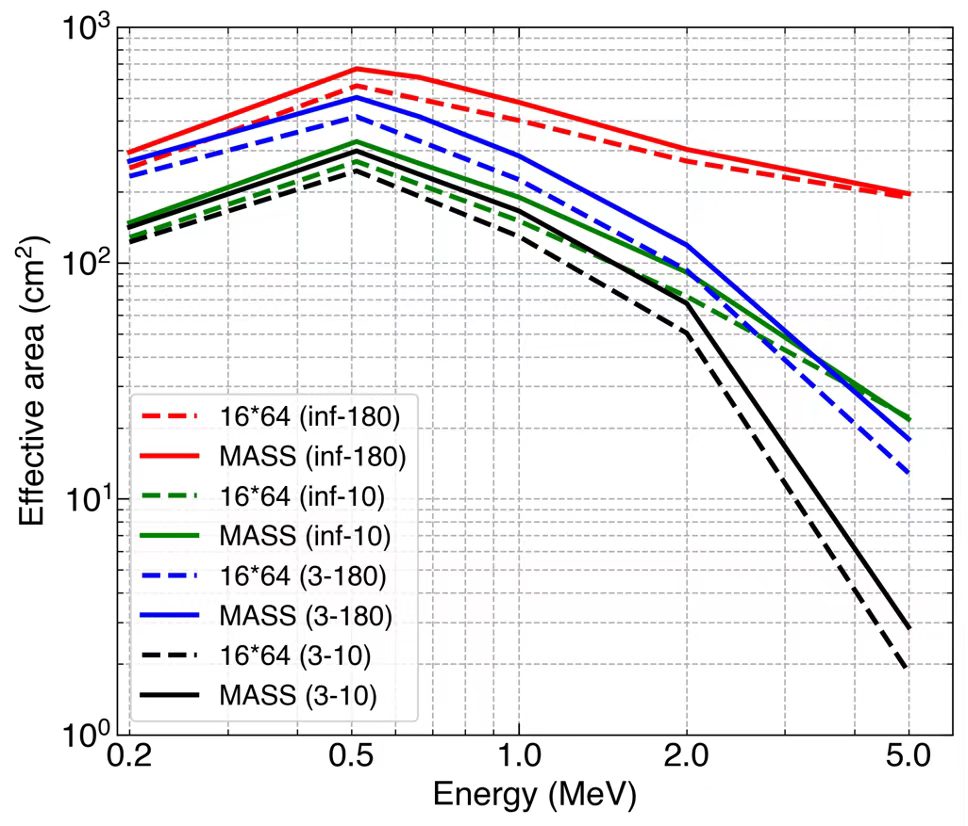 10³
10²
10¹
10⁰
Effective area (cm²)
16*64 (inf-180)
MASS (inf-180)
16*64 (inf-10)
MASS (inf-10)
16*64 (3-180)
MASS (3-180)
16*64 (3-10)
MASS (3-10)
0.2 0.5 1.0 2.0 5.0
Energy (MeV)